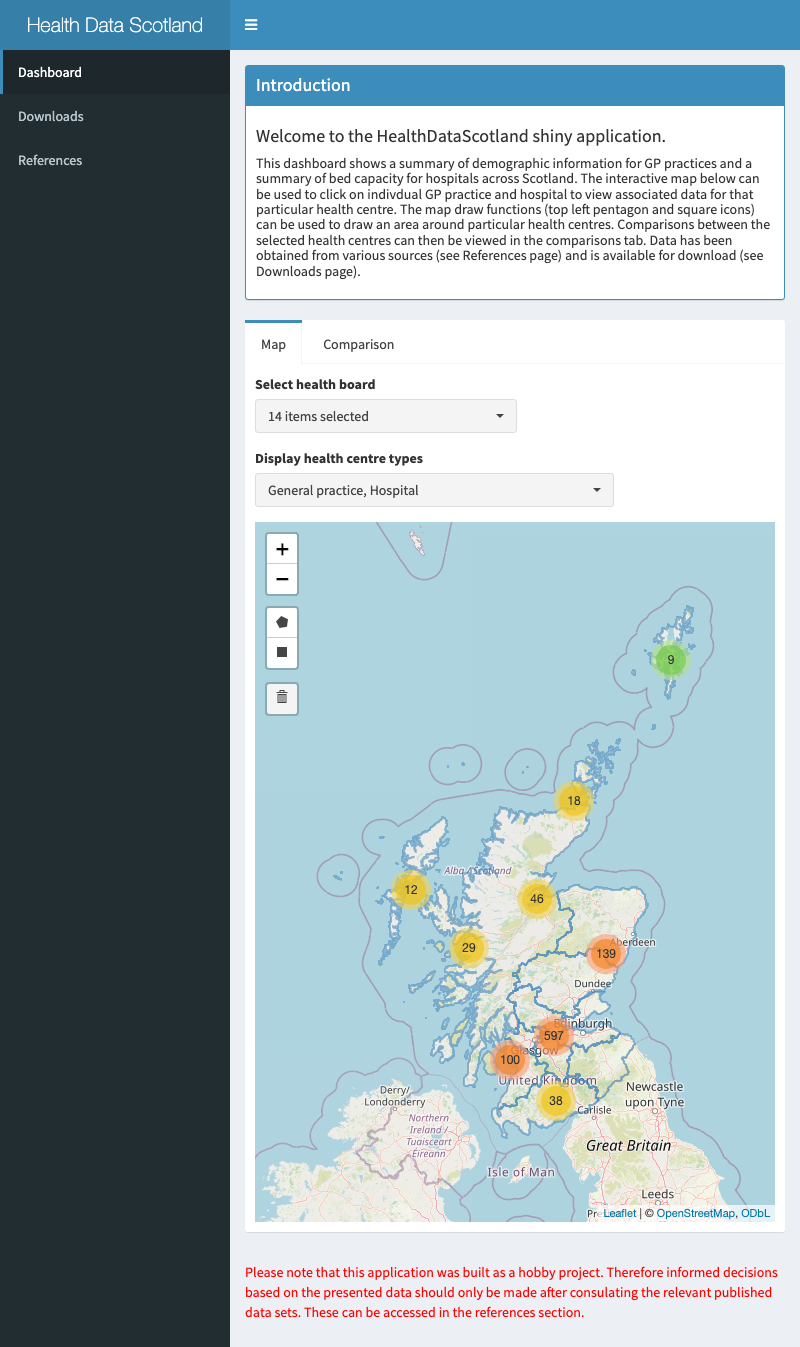 Health Data Scotland
Dashboard
Downloads
References
Introduction
Welcome to the HealthDataScotland shiny application.
This dashboard shows a summary of demographic information for GP practices and a
summary of bed capacity for hospitals across Scotland. The interactive map below can
be used to click on indivdual GP practice and hospital to view associated data for that
particular health centre. The map draw functions (top left pentagon and square icons)
can be used to draw an area around particular health centres. Comparisons between the
selected health centres can then be viewed in the comparisons tab. Data has been
obtained from various sources (see References page) and is available for download (see
Downloads page).
Map
Comparison
Select health board
14 items selected
Display health centre types
General practice, Hospital
+
−
9
18
Alba / Scotland
12
46
29
139
Aberdeen
Dundee
597
Edinburgh
Glasgow
100
United Kingdom
38
Carlisle
Newcastle
upon Tyne
Derry/
Londonderry
Northern
Ireland /
Tuaisceart
Éireann
Great Britain
Isle of Man
Leeds
Pr
Leaflet | © OpenStreetMap, ODbL
Please note that this application was built as a hobby project. Therefore informed decisions
based on the presented data should only be made after consulating the relevant published
data sets. These can be accessed in the references section.